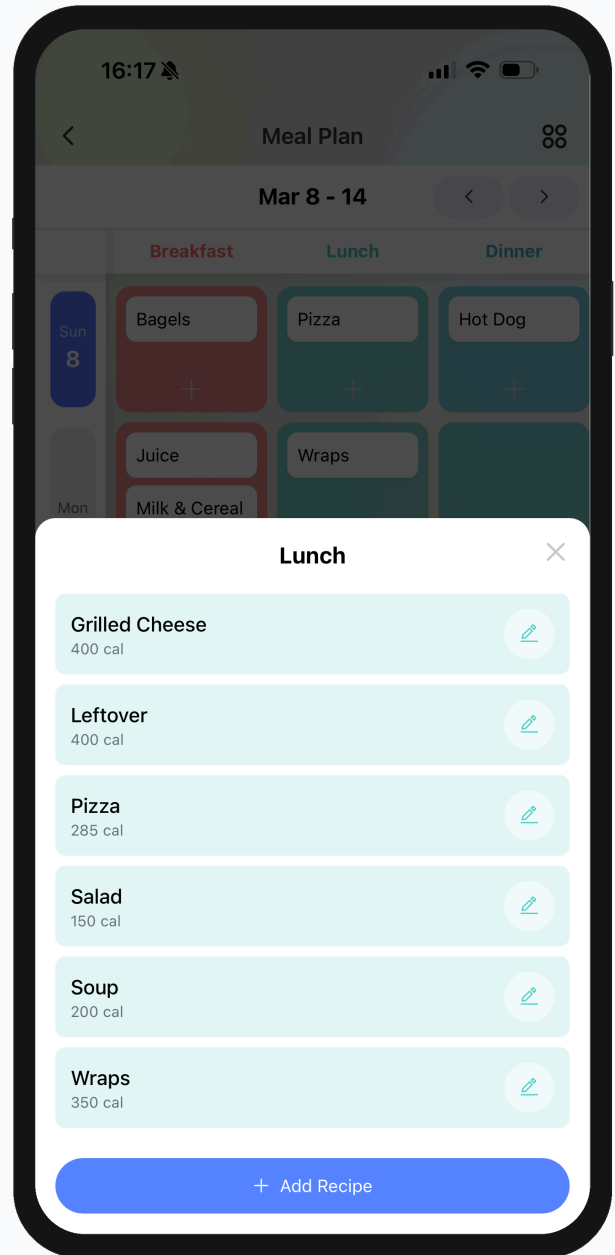 16:17
Meal Plan
Mar 8 - 14
Breakfast Lunch Dinner
Sun
8
Bagels Pizza Hot Dog
Juice Wraps
Mon
Milk & Cereal
Lunch
Grilled Cheese
400 cal
Leftover
400 cal
Pizza
285 cal
Salad
150 cal
Soup
200 cal
Wraps
350 cal
+ Add Recipe